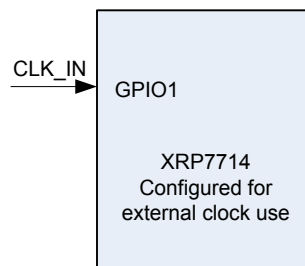 CLK_IN
GPIO1
XRP7714
Configured for
external clock use